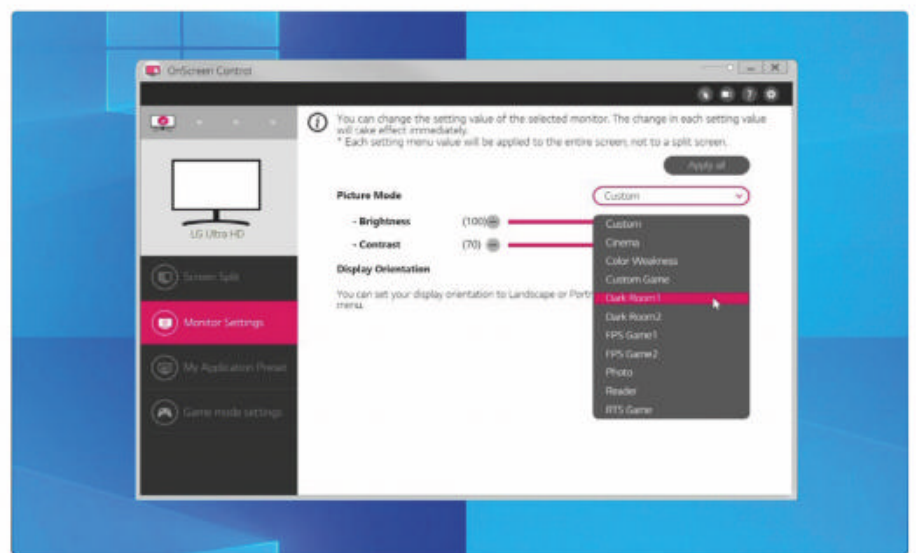 OnScreen Control
You can change the setting value of the selected monitor. The change in each setting value
will take effect immediately.
* Each setting menu value will be applied to the entire screen, not to a split screen.
Apply all
LG Ultra HD
Picture Mode
Custom
- Brightness
(100)
- Contrast
(70)
Display Orientation
You can set your display orientation to Landscape or Portr
menu.
Custom
Cinema
Color Weakness
Custom Game
Dark Room1
Dark Room2
FPS Game1
FPS Game2
Photo
Reader
RTS Game
Screen Split
Monitor Settings
My Application Preset
Game mode settings